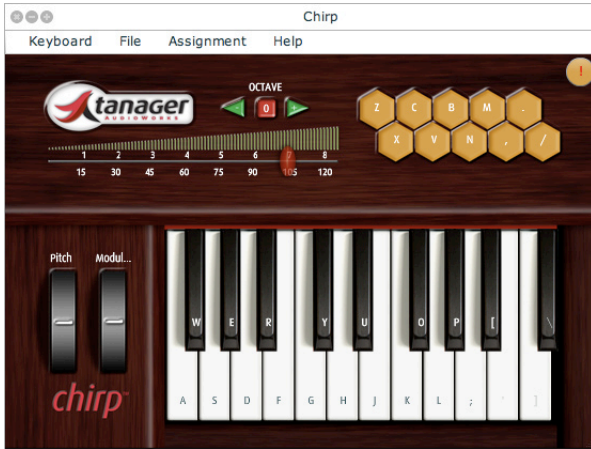 Chirp
Keyboard File Assignment Help
tanager
AUDIOWORKS
OCTAVE
- 0 +
!
Z C B M .
X V N , /
1 2 3 4 5 6 7 8
15 30 45 60 75 90 105 120
Pitch Modul...
W E R Y U O P [ \
A S D F G H J K L ; ' ]
chirp™